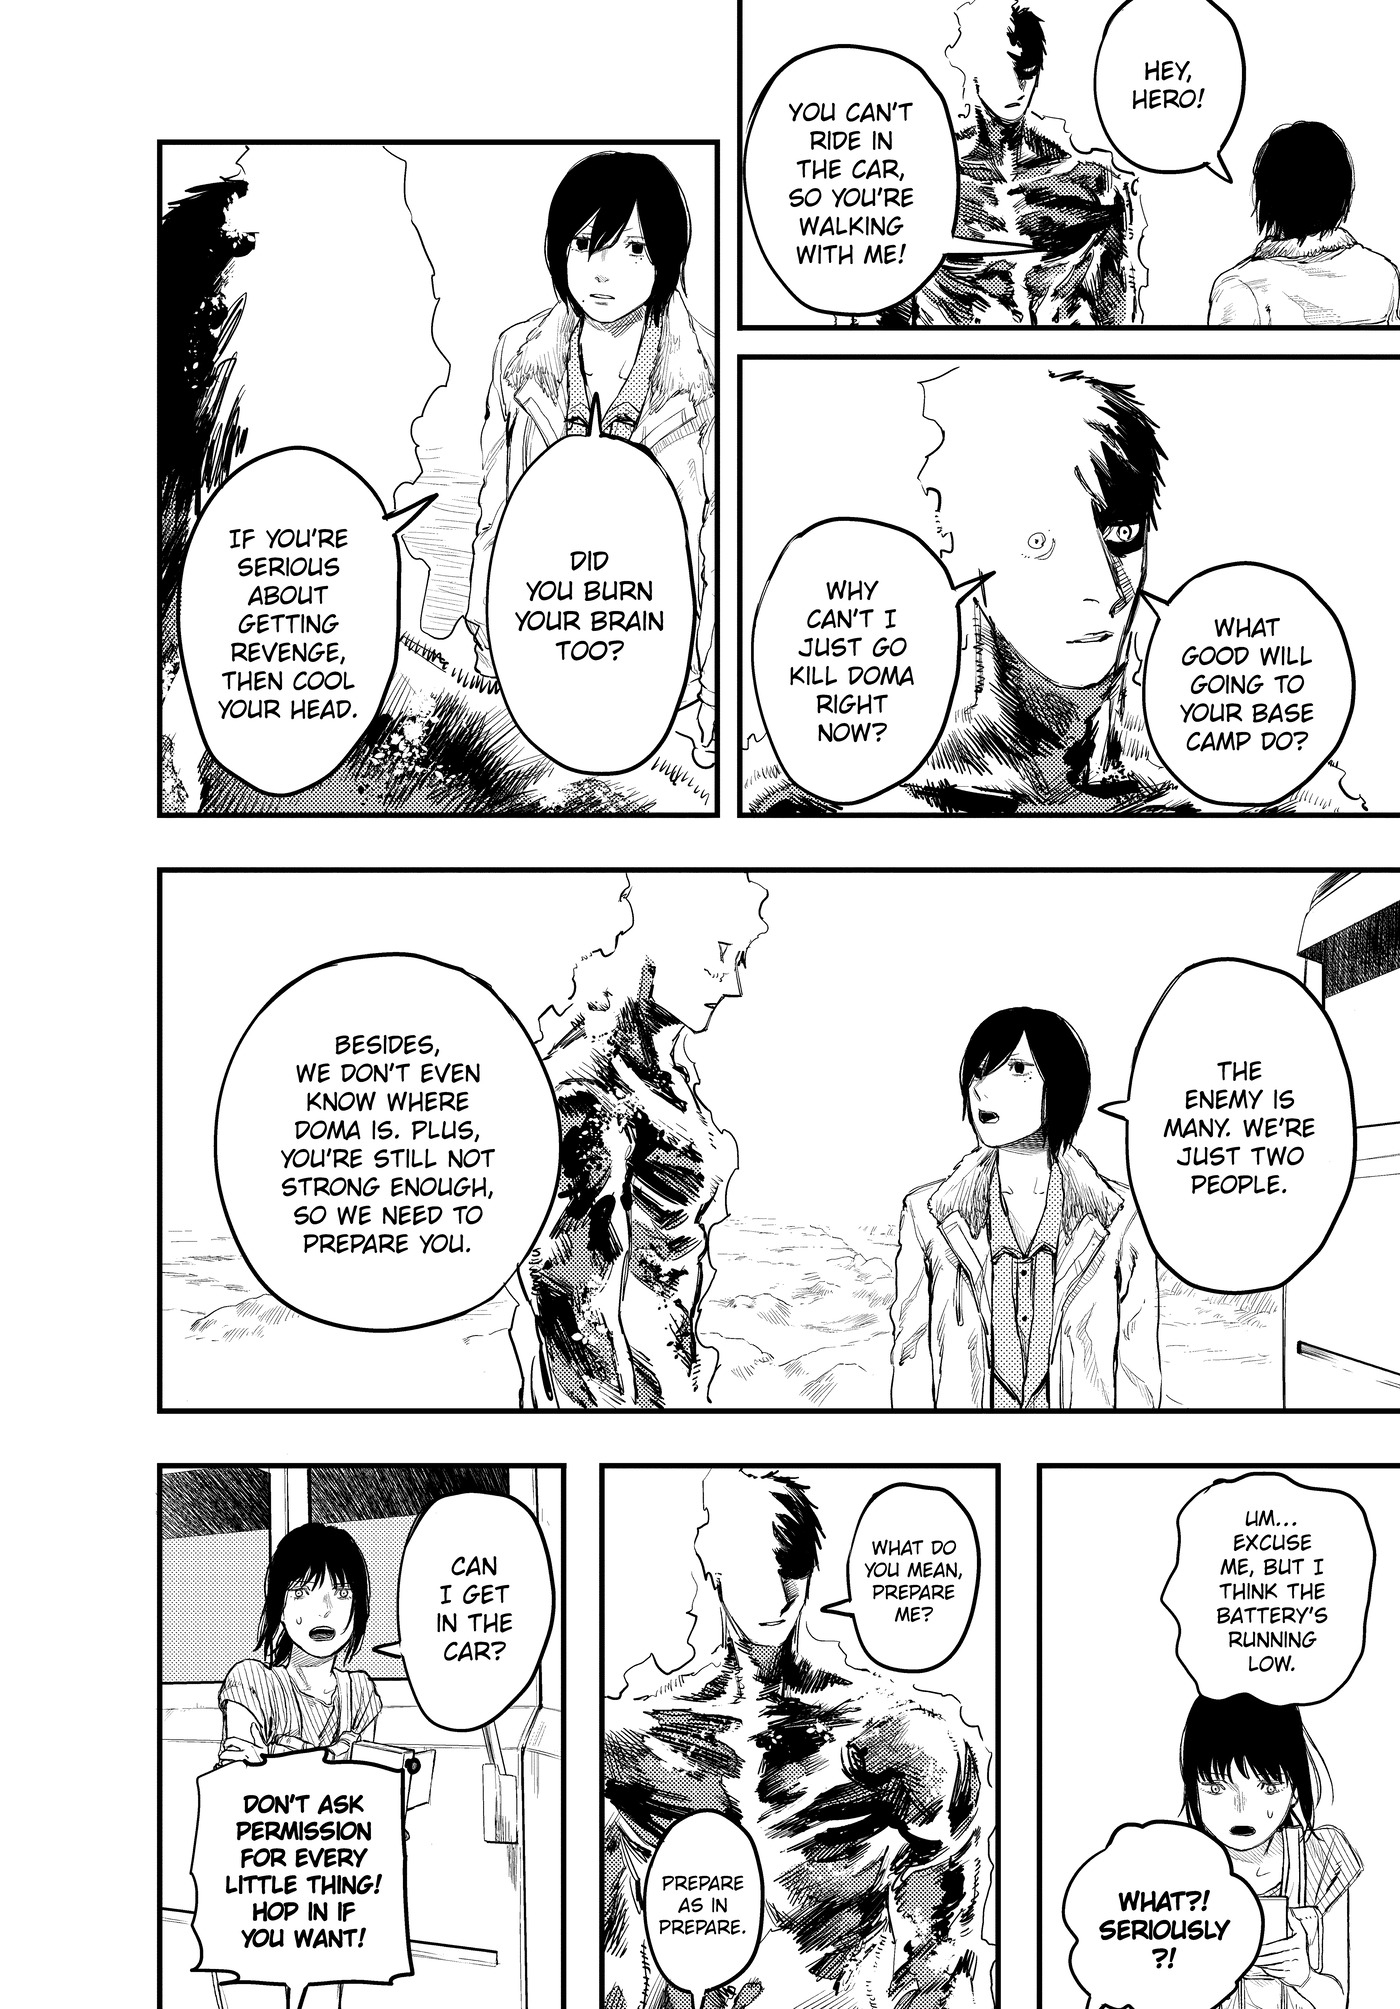 HEY,
HERO!
YOU CAN'T
RIDE IN
THE CAR,
SO YOU'RE
WALKING
WITH ME!
WHAT
GOOD WILL
GOING TO
YOUR BASE
CAMP DO?
WHY
CAN'T I
JUST GO
KILL DOMA
RIGHT
NOW?
DID
YOU BURN
YOUR BRAIN
TOO?
IF YOU'RE
SERIOUS
ABOUT
GETTING
REVENGE,
THEN COOL
YOUR HEAD.
THE
ENEMY IS
MANY. WE'RE
JUST TWO
PEOPLE.
BESIDES,
WE DON'T EVEN
KNOW WHERE
DOMA IS. PLUS,
YOU'RE STILL NOT
STRONG ENOUGH,
SO WE NEED TO
PREPARE YOU.
UM...
EXCUSE
ME, BUT I
THINK THE
BATTERY'S
RUNNING
LOW.
WHAT?!
SERIOUSLY
?!
WHAT DO
YOU MEAN,
PREPARE
ME?
PREPARE
AS IN
PREPARE.
CAN
I GET
IN THE
CAR?
DON'T ASK
PERMISSION
FOR EVERY
LITTLE THING!
HOP IN IF
YOU WANT!